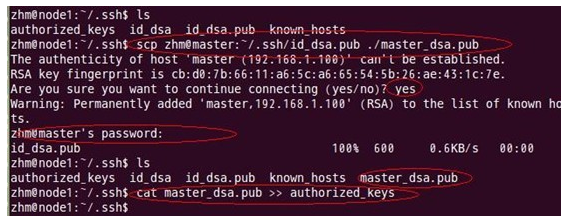 zhm@node1:~/.ssh$ ls
authorized_keys  id_dsa  id_dsa.pub  known_hosts
zhm@node1:~/.ssh$ scp zhm@master:~/.ssh/id_dsa.pub ./master_dsa.pub
The authenticity of host 'master (192.168.1.100)' can't be established.
RSA key fingerprint is cb:d0:7b:66:11:a6:5c:a6:65:54:5b:26:ae:43:1c:7e.
Are you sure you want to continue connecting (yes/no)? yes
Warning: Permanently added 'master,192.168.1.100' (RSA) to the list of known hos
ts.
zhm@master's password:
id_dsa.pub                                    100%  600     0.6KB/s   00:00
zhm@node1:~/.ssh$ ls
authorized_keys  id_dsa  id_dsa.pub  known_hosts  master_dsa.pub
zhm@node1:~/.ssh$ cat master_dsa.pub >> authorized_keys
zhm@node1:~/.ssh$